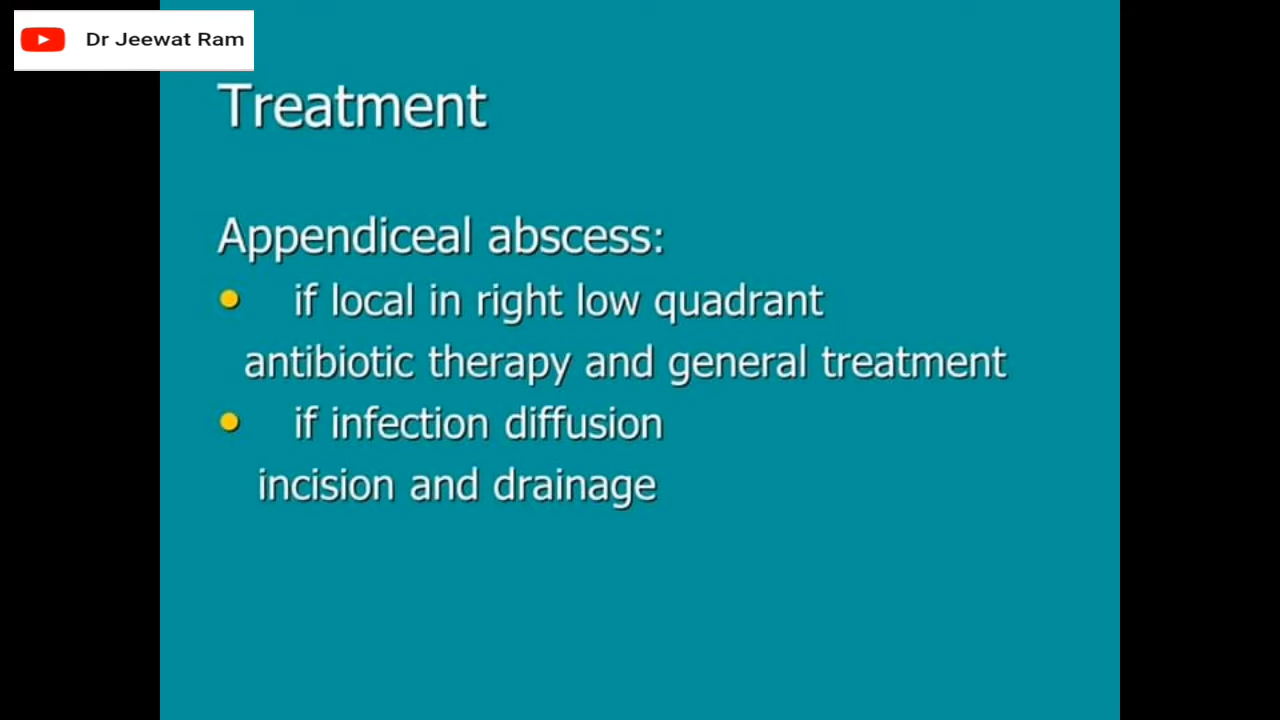 Dr Jeewat Ram
Treatment
Appendiceal abscess:
if local in right low quadrant
antibiotic therapy and general treatment
if infection diffusion
incision and drainage